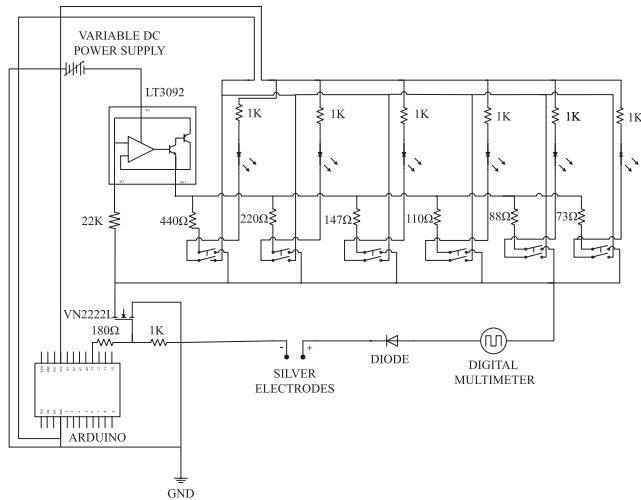 VARIABLE DC
POWER SUPPLY
LT3092
1K 1K 1K 1K 1K 1K
22K 440Ω 220Ω 147Ω 110Ω 88Ω 73Ω
VN2222L
180Ω 1K
- +
SILVER
ELECTRODES
DIODE
DIGITAL
MULTIMETER
ARDUINO
GND